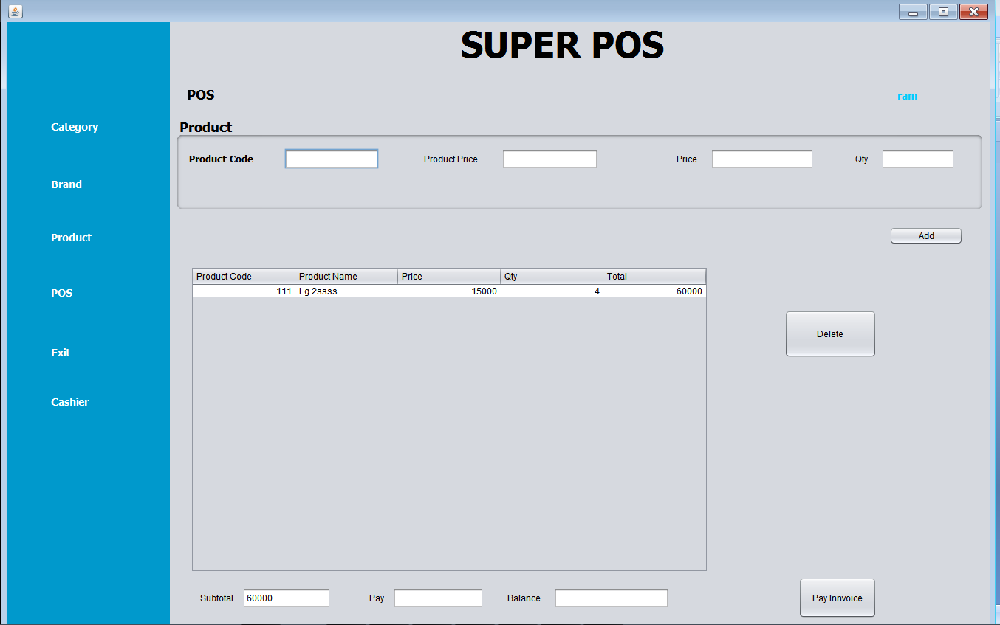 SUPER POS
POS
ram
Category
Brand
Product
POS
Exit
Cashier
Product
Product Code Product Price Price Qty
Add
Product Code Product Name Price Qty Total
111 Lg 2ssss 15000 4 60000
Delete
Subtotal 60000 Pay Balance
Pay Innvoice